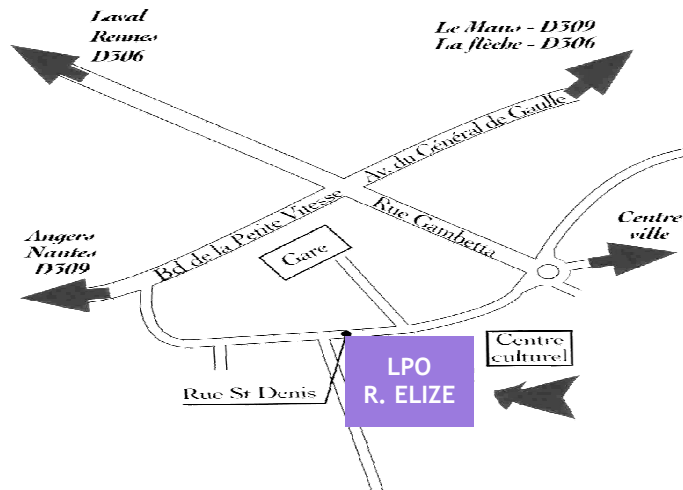 Laval
Rennes
D306
Le Mans - D309
La flèche - D306
Av. du Général de Gaulle
Bd. de la Petite Vitesse
Rue Gambetta
Centre
ville
Angers
Nantes
D309
Gare
Centre
culturel
LPO
R. ELIZE
Rue St Denis